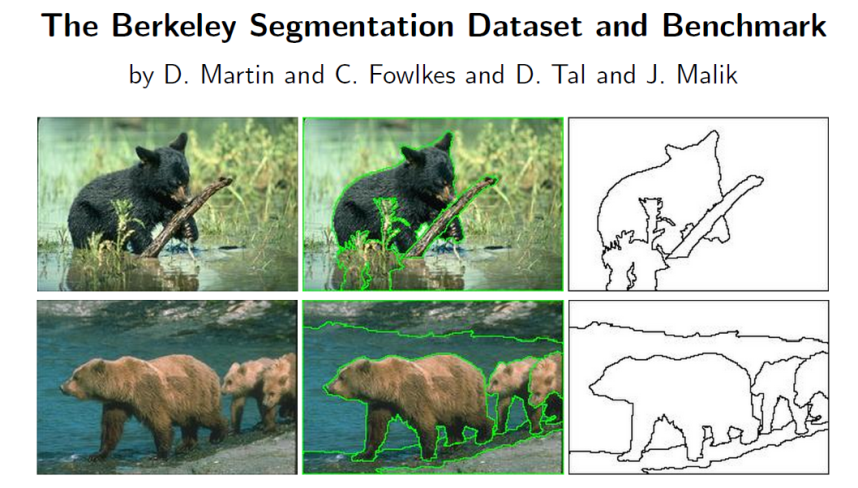 The Berkeley Segmentation Dataset and Benchmark
by D. Martin and C. Fowlkes and D. Tal and J. Malik